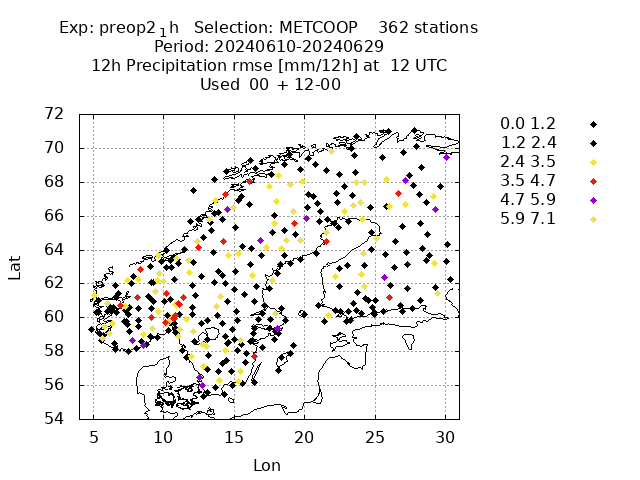 Exp: preop2₁h   Selection: METCOOP    362 stations
Period: 20240610-20240629
12h Precipitation rmse [mm/12h] at  12 UTC
Used  00 + 12-00
72
70
68
66
64
62
60
58
56
54
Lat
5 10 15 20 25 30
Lon
0.0 1.2
1.2 2.4
2.4 3.5
3.5 4.7
4.7 5.9
5.9 7.1